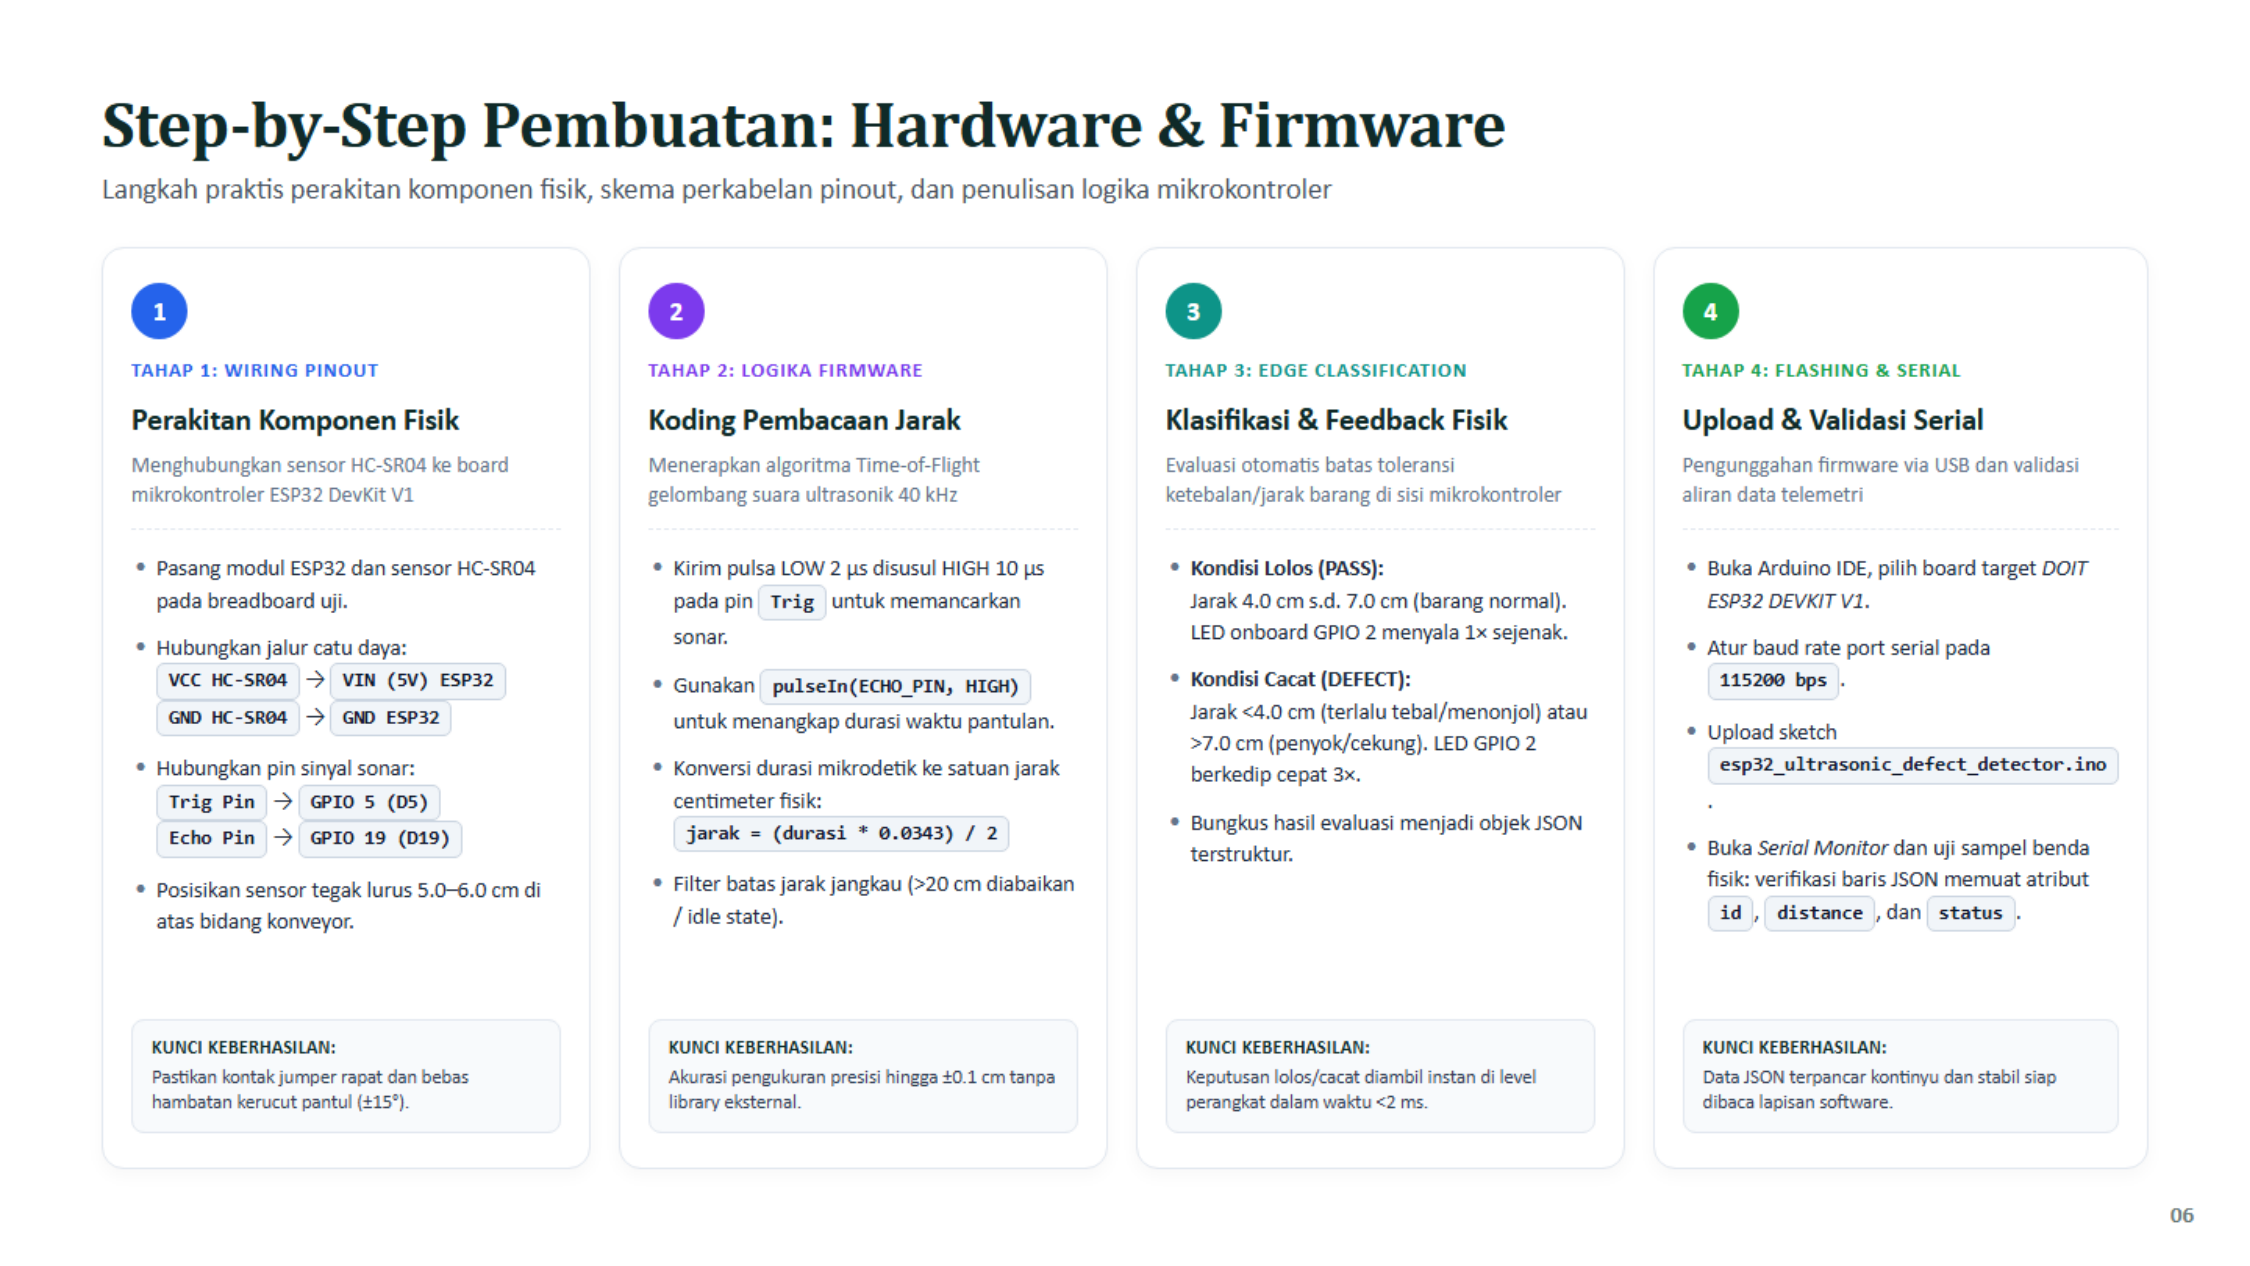 Step-by-Step Pembuatan: Hardware & Firmware
Langkah praktis perakitan komponen fisik, skema perkabelan pinout, dan penulisan logika mikrokontroler
1
TAHAP 1: WIRING PINOUT
Perakitan Komponen Fisik
Menghubungkan sensor HC-SR04 ke board
mikrokontroler ESP32 DevKit V1
• Pasang modul ESP32 dan sensor HC-SR04
pada breadboard uji.
• Hubungkan jalur catu daya:
VCC HC-SR04 → VIN (5V) ESP32
GND HC-SR04 → GND ESP32
• Hubungkan pin sinyal sonar:
Trig Pin → GPIO 5 (D5)
Echo Pin → GPIO 19 (D19)
• Posisikan sensor tegak lurus 5.0–6.0 cm di
atas bidang konveyor.
KUNCI KEBERHASILAN:
Pastikan kontak jumper rapat dan bebas
hambatan kerucut pantul (±15°).
2
TAHAP 2: LOGIKA FIRMWARE
Koding Pembacaan Jarak
Menerapkan algoritma Time-of-Flight
gelombang suara ultrasonik 40 kHz
• Kirim pulsa LOW 2 µs disusul HIGH 10 µs
pada pin Trig untuk memancarkan
sonar.
• Gunakan pulseIn(ECHO_PIN, HIGH)
untuk menangkap durasi waktu pantulan.
• Konversi durasi mikrodetik ke satuan jarak
centimeter fisik:
jarak = (durasi * 0.0343) / 2
• Filter batas jarak jangkau (>20 cm diabaikan
/ idle state).
KUNCI KEBERHASILAN:
Akurasi pengukuran presisi hingga ±0.1 cm tanpa
library eksternal.
3
TAHAP 3: EDGE CLASSIFICATION
Klasifikasi & Feedback Fisik
Evaluasi otomatis batas toleransi
ketebalan/jarak barang di sisi mikrokontroler
• Kondisi Lolos (PASS):
Jarak 4.0 cm s.d. 7.0 cm (barang normal).
LED onboard GPIO 2 menyala 1× sejenak.
• Kondisi Cacat (DEFECT):
Jarak <4.0 cm (terlalu tebal/menonjol) atau
>7.0 cm (penyok/cekung). LED GPIO 2
berkedip cepat 3×.
• Bungkus hasil evaluasi menjadi objek JSON
terstruktur.
KUNCI KEBERHASILAN:
Keputusan lolos/cacat diambil instan di level
perangkat dalam waktu <2 ms.
4
TAHAP 4: FLASHING & SERIAL
Upload & Validasi Serial
Pengunggahan firmware via USB dan validasi
aliran data telemetri
• Buka Arduino IDE, pilih board target DOIT
ESP32 DEVKIT V1.
• Atur baud rate port serial pada
115200 bps .
• Upload sketch
esp32_ultrasonic_defect_detector.ino
.
• Buka Serial Monitor dan uji sampel benda
fisik: verifikasi baris JSON memuat atribut
id , distance , dan status .
KUNCI KEBERHASILAN:
Data JSON terpancar kontinyu dan stabil siap
dibaca lapisan software.
06